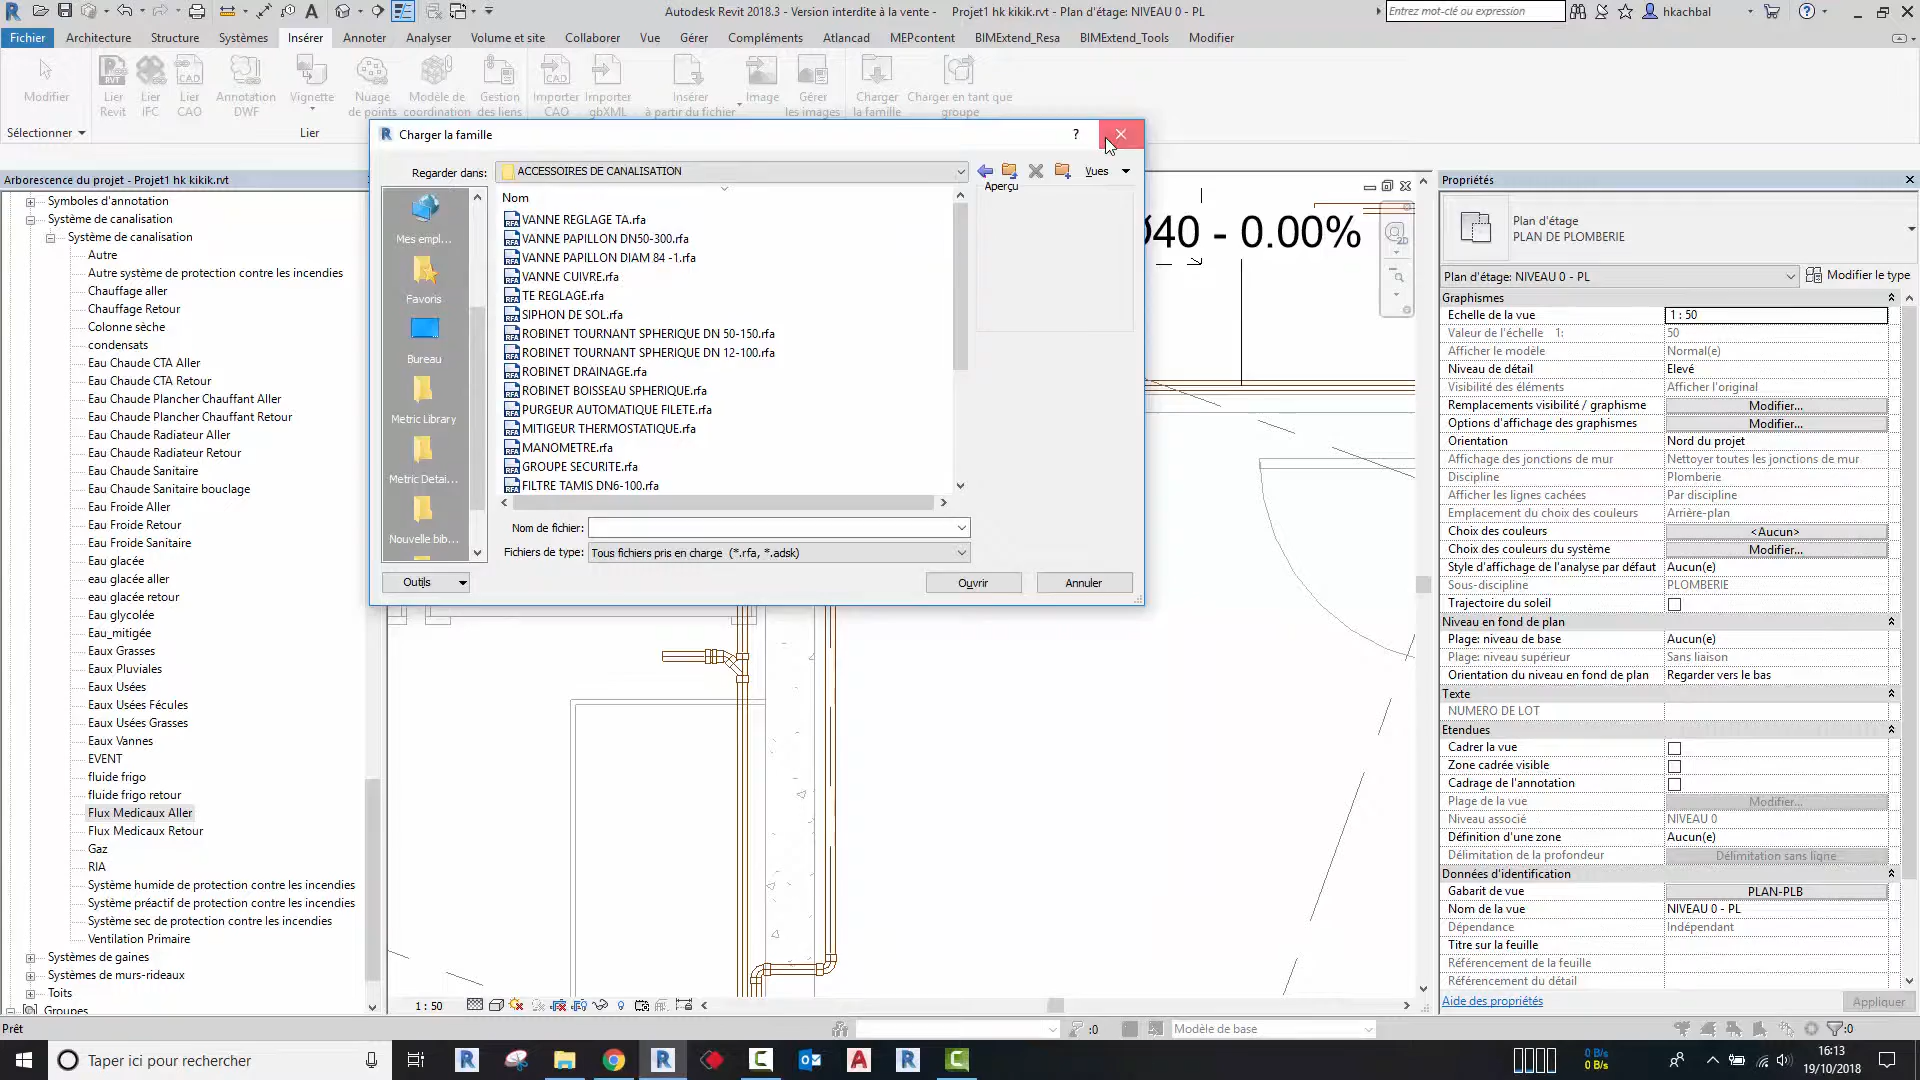 Autodesk Revit 2018.3 - Version interdite à la vente - Projet1 hk kikik.rvt - Plan d'étage: NIVEAU 0 - PL
Entrez mot-clé ou expression
hkachbal
Fichier Architecture Structure Systèmes Insérer Annoter Analyser Volume et site Collaborer Vue Gérer Compléments Atlancad MEPcontent BIMExtend_Resa BIMExtend_Tools Modifier
Modifier
Lier Revit
Lier IFC
Lier CAO
Annotation DWF
Vignette
Nuage de points
Modèle de coordination
Gestion des liens
Importer CAO
Importer gbXML
Insérer à partir du fichier
Image
Gérer les images
Charger la famille
Charger en tant que groupe
Sélectionner
Lier
Charger la famille
Regarder dans: ACCESSOIRES DE CANALISATION
Vues
Aperçu
Mes empl...
Favoris
Bureau
Metric Library
Metric Detai...
Nouvelle bib...
Nom
VANNE REGLAGE TA.rfa
VANNE PAPILLON DN50-300.rfa
VANNE PAPILLON DIAM 84 -1.rfa
VANNE CUIVRE.rfa
TE REGLAGE.rfa
SIPHON DE SOL.rfa
ROBINET TOURNANT SPHERIQUE DN 50-150.rfa
ROBINET TOURNANT SPHERIQUE DN 12-100.rfa
ROBINET DRAINAGE.rfa
ROBINET BOISSEAU SPHERIQUE.rfa
PURGEUR AUTOMATIQUE FILETE.rfa
MITIGEUR THERMOSTATIQUE.rfa
MANOMETRE.rfa
GROUPE SECURITE.rfa
FILTRE TAMIS DN6-100.rfa
Nom de fichier:
Fichiers de type: Tous fichiers pris en charge (*.rfa, *.adsk)
Outils
Ouvrir
Annuler
Arborescence du projet - Projet1 hk kikik.rvt
Symboles d'annotation
Système de canalisation
Système de canalisation
Autre
Autre système de protection contre les incendies
Chauffage aller
Chauffage Retour
Colonne sèche
condensats
Eau Chaude CTA Aller
Eau Chaude CTA Retour
Eau Chaude Plancher Chauffant Aller
Eau Chaude Plancher Chauffant Retour
Eau Chaude Radiateur Aller
Eau Chaude Radiateur Retour
Eau Chaude Sanitaire
Eau Chaude Sanitaire bouclage
Eau Froide Aller
Eau Froide Retour
Eau Froide Sanitaire
Eau glacée
eau glacée aller
eau glacée retour
Eau glycolée
Eau_mitigée
Eaux Grasses
Eaux Pluviales
Eaux Usées
Eaux Usées Fécules
Eaux Usées Grasses
Eaux Vannes
EVENT
fluide frigo
fluide frigo retour
Flux Medicaux Aller
Flux Medicaux Retour
Gaz
RIA
Système humide de protection contre les incendies
Système préactif de protection contre les incendies
Système sec de protection contre les incendies
Ventilation Primaire
Systèmes de gaines
Systèmes de murs-rideaux
Toits
Groupes
Ø40 - 0.00%
2D
Propriétés
Plan d'étage
PLAN DE PLOMBERIE
Plan d'étage: NIVEAU 0 - PL
Modifier le type
Graphismes
Echelle de la vue 1 : 50
Valeur de l'échelle 1: 50
Afficher le modèle Normal(e)
Niveau de détail Elevé
Visibilité des éléments Afficher l'original
Remplacements visibilité / graphisme Modifier...
Options d'affichage des graphismes Modifier...
Orientation Nord du projet
Affichage des jonctions de mur Nettoyer toutes les jonctions de mur
Discipline Plomberie
Afficher les lignes cachées Par discipline
Emplacement du choix des couleurs Arrière-plan
Choix des couleurs <Aucun>
Choix des couleurs du système Modifier...
Style d'affichage de l'analyse par défaut Aucun(e)
Sous-discipline PLOMBERIE
Trajectoire du soleil
Niveau en fond de plan
Plage: niveau de base Aucun(e)
Plage: niveau supérieur Sans liaison
Orientation du niveau en fond de plan Regarder vers le bas
Texte
NUMERO DE LOT
Etendues
Cadrer la vue
Zone cadrée visible
Cadrage de l'annotation
Plage de la vue Modifier...
Niveau associé NIVEAU 0
Définition d'une zone Aucun(e)
Délimitation de la profondeur Délimitation sans ligne
Données d'identification
Gabarit de vue PLAN-PLB
Nom de la vue NIVEAU 0 - PL
Dépendance Indépendant
Titre sur la feuille
Référencement de la feuille
Référencement du détail
Aide des propriétés
Appliquer
1 : 50
Prêt
:0
Modèle de base
:0
Taper ici pour rechercher
0 B/s
0 B/s
16:13
19/10/2018